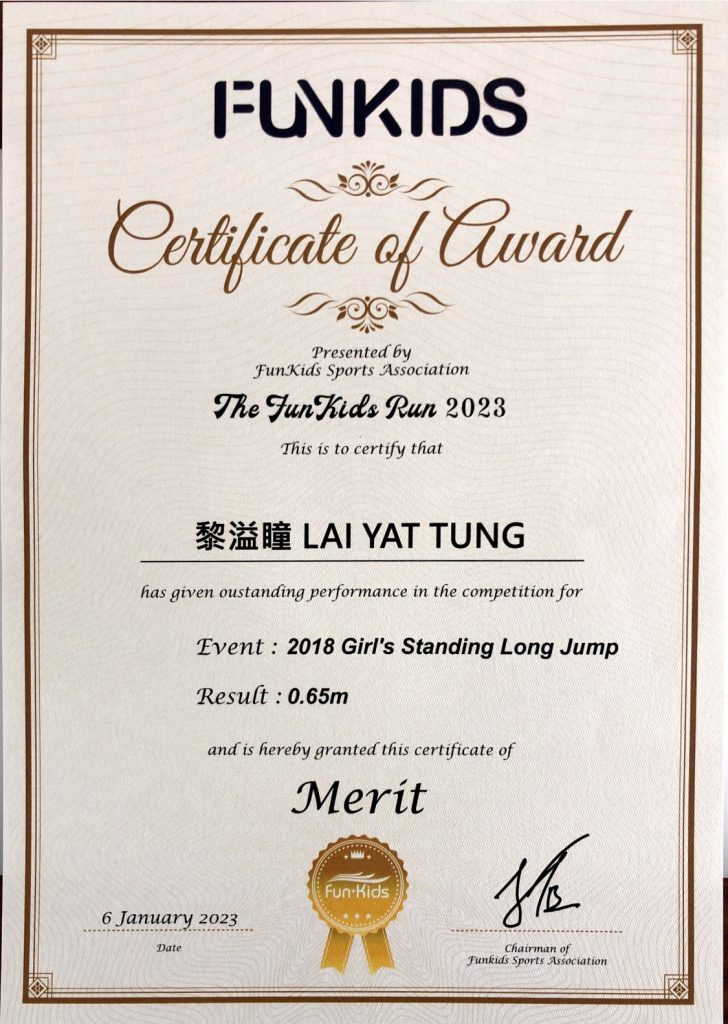 FUNKIDS
Certificate of Award
Presented by
FunKids Sports Association
The FunKids Run 2023
This is to certify that
黎溢瞳 LAI YAT TUNG
has given oustanding performance in the competition for
Event : 2018 Girl's Standing Long Jump
Result : 0.65m
and is hereby granted this certificate of
Merit
Fun·Kids
6 January 2023
Date
Chairman of
Funkids Sports Association